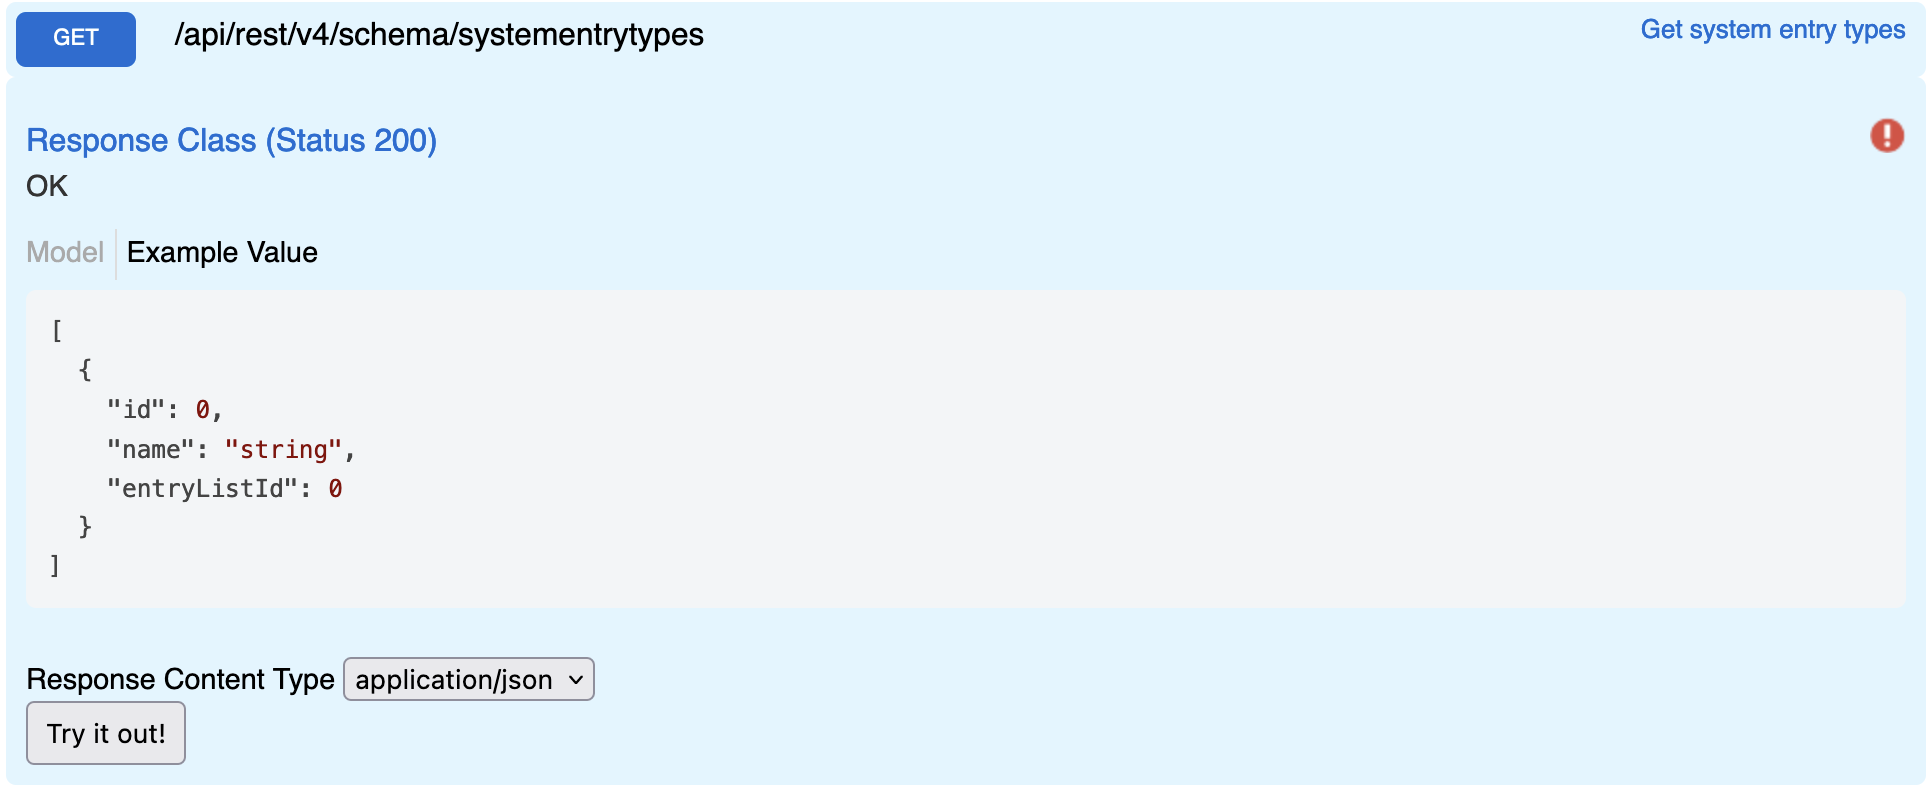 GET /api/rest/v4/schema/systementrytypes Get system entry types
Response Class (Status 200)
OK
Model Example Value
[
  {
    "id": 0,
    "name": "string",
    "entryListId": 0
  }
]
Response Content Type application/json
Try it out!